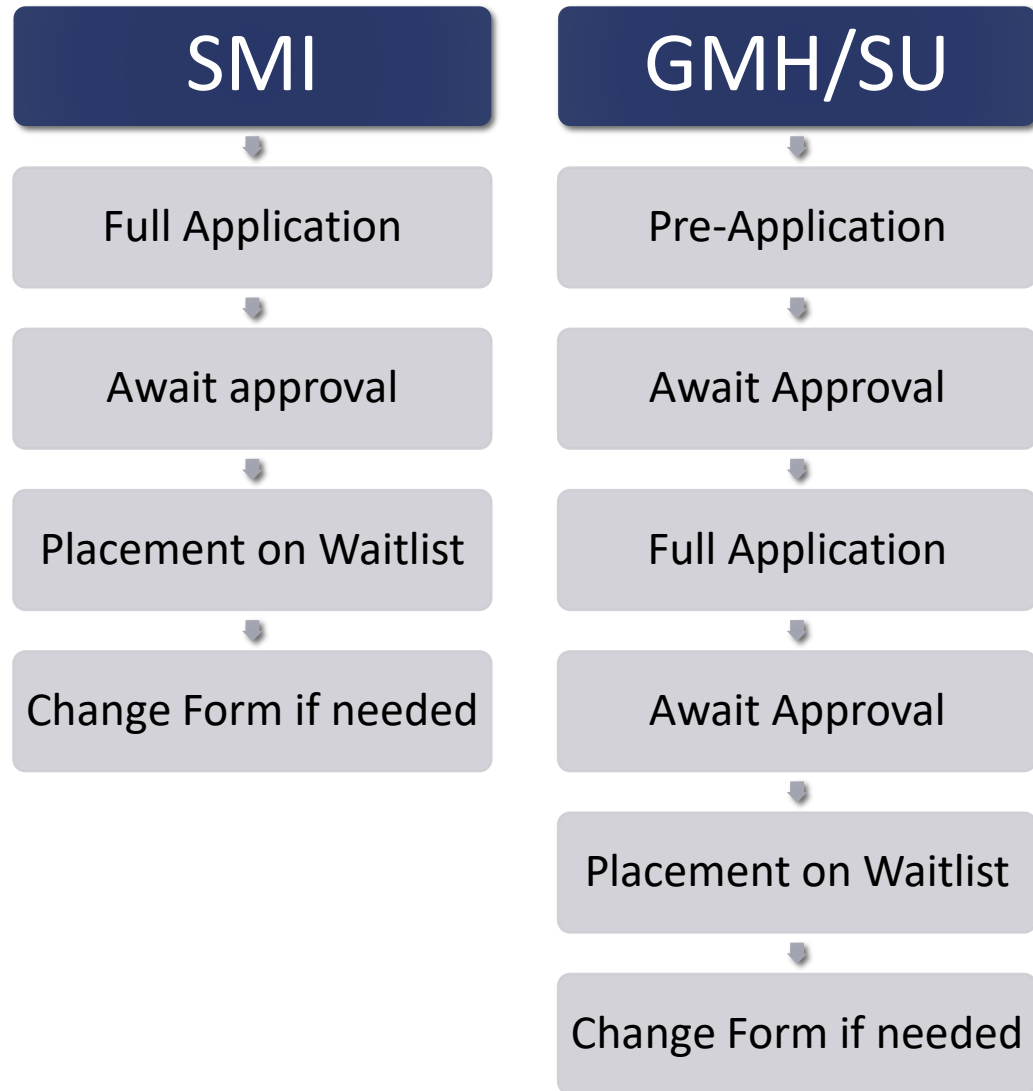 SMI
Full Application
Await approval
Placement on Waitlist
Change Form if needed
GMH/SU
Pre-Application
Await Approval
Full Application
Await Approval
Placement on Waitlist
Change Form if needed